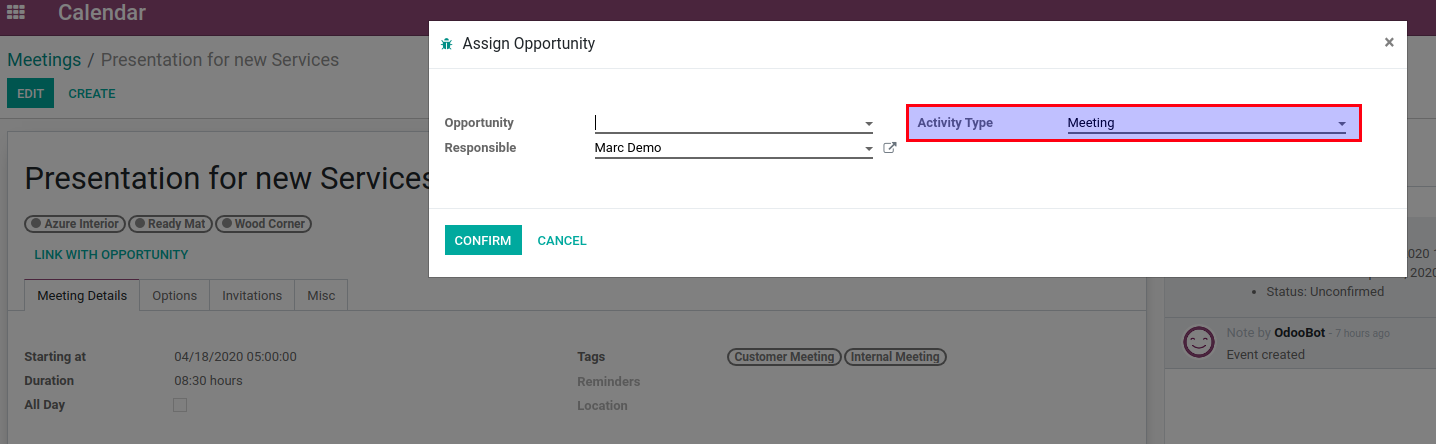 Calendar
Meetings / Presentation for new Services
EDIT CREATE
Assign Opportunity ×
Opportunity
Activity Type Meeting
Responsible Marc Demo
CONFIRM CANCEL
Presentation for new Services
Azure Interior Ready Mat Wood Corner
LINK WITH OPPORTUNITY
Meeting Details Options Invitations Misc
Starting at 04/18/2020 05:00:00
Duration 08:30 hours
All Day
Tags Customer Meeting Internal Meeting
Reminders
Location
2020
• Status: Unconfirmed
Note by OdooBot - 7 hours ago
Event created